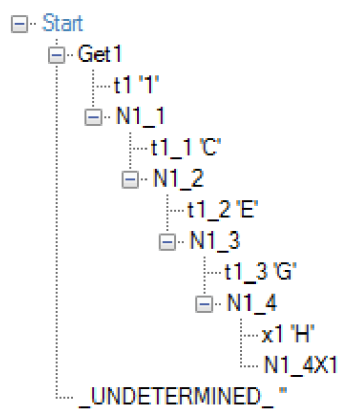 Start
Get1
t1 '1'
N1_1
t1_1 'C'
N1_2
t1_2 'E'
N1_3
t1_3 'G'
N1_4
x1 'H'
N1_4X1
_UNDETERMINED_ ''